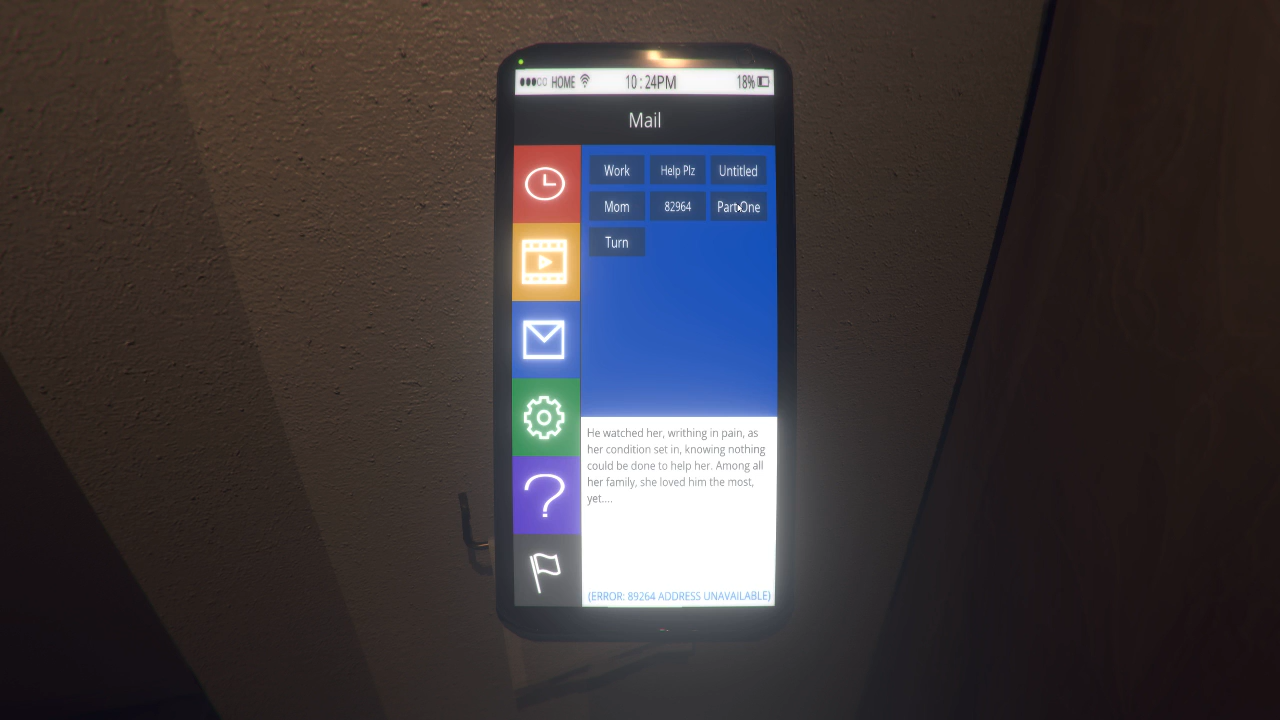 HOME 10:24PM 18%
Mail
Work Help Plz Untitled
Mom 82964 Part One
Turn
He watched her, writhing in pain, as
her condition set in, knowing nothing
could be done to help her. Among all
her family, she loved him the most,
yet....
(ERROR: 89264 ADDRESS UNAVAILABLE)